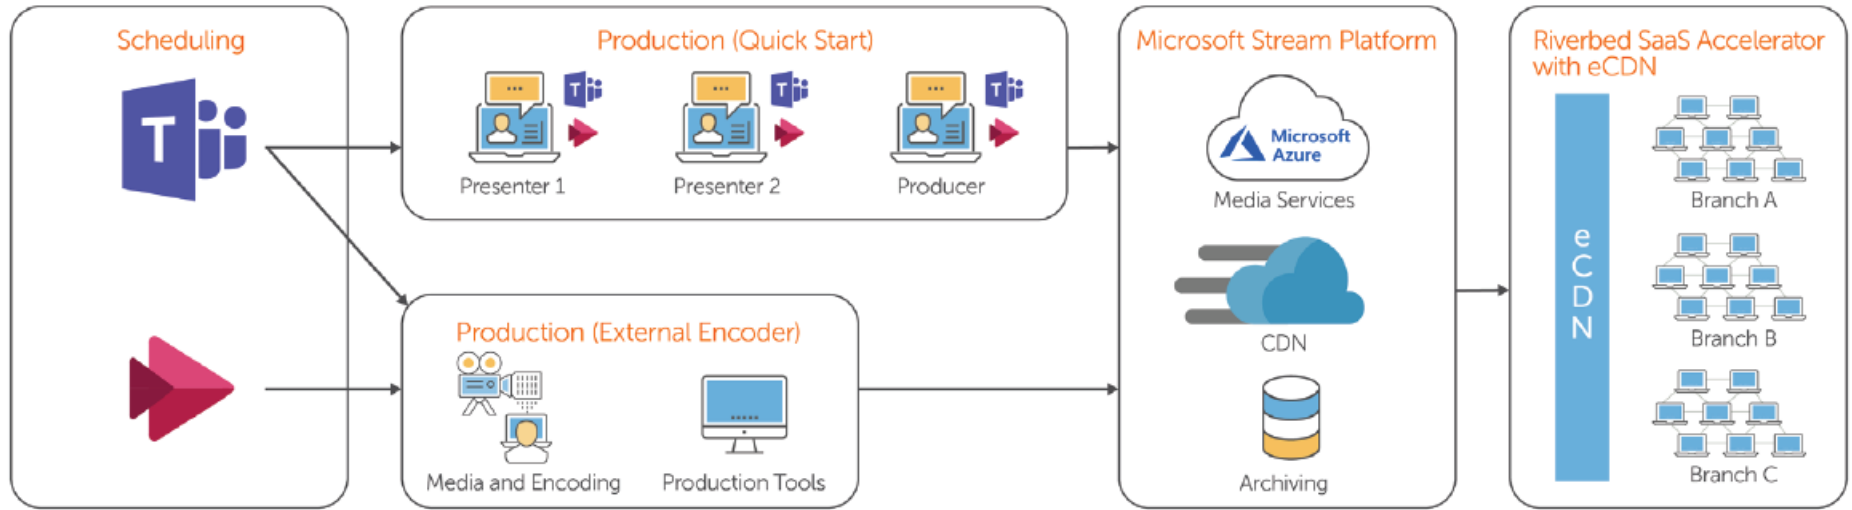 Scheduling
T
Production (Quick Start)
T
T
T
Presenter 1
Presenter 2
Producer
Production (External Encoder)
Media and Encoding
Production Tools
Microsoft Stream Platform
Microsoft
Azure
Media Services
CDN
Archiving
Riverbed SaaS Accelerator
with eCDN
e
C
D
N
Branch A
Branch B
Branch C